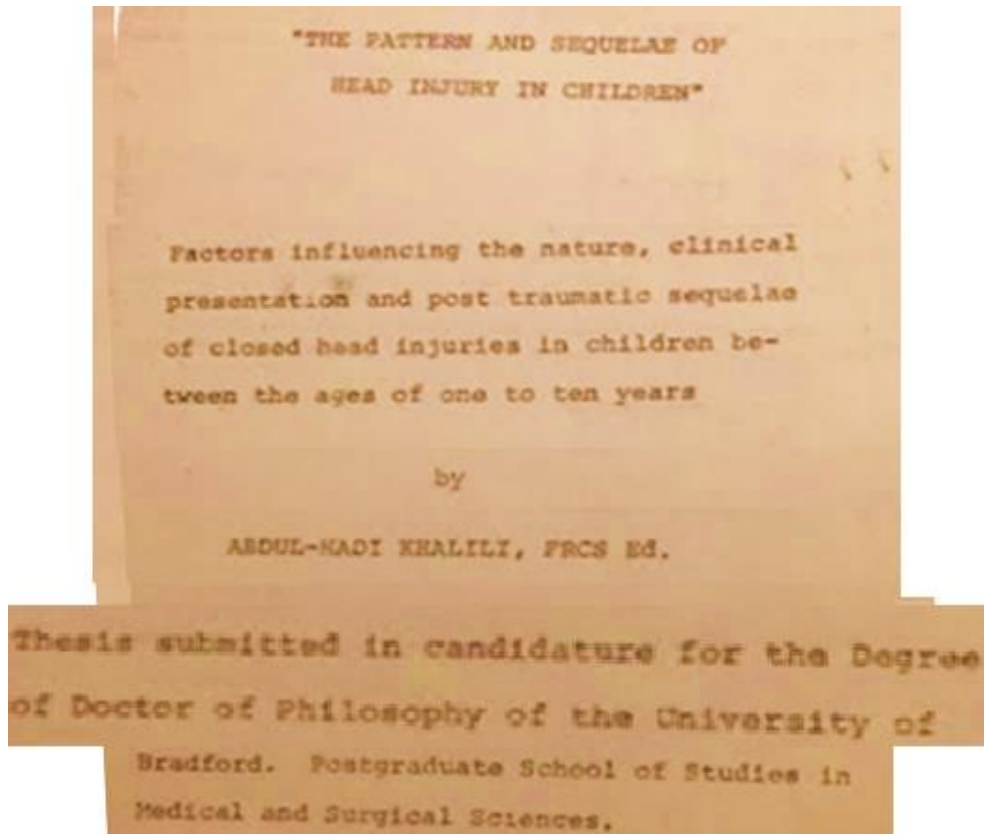 "THE PATTERN AND SEQUELAE OF
HEAD INJURY IN CHILDREN"
Factors influencing the nature, clinical
presentation and post traumatic sequelae
of closed head injuries in children be-
tween the ages of one to ten years
by
ABDUL-HADI KHALILI, FRCS Ed.
Thesis submitted in candidature for the Degree
of Doctor of Philosophy of the University of
Bradford. Postgraduate School of Studies in
Medical and Surgical Sciences.